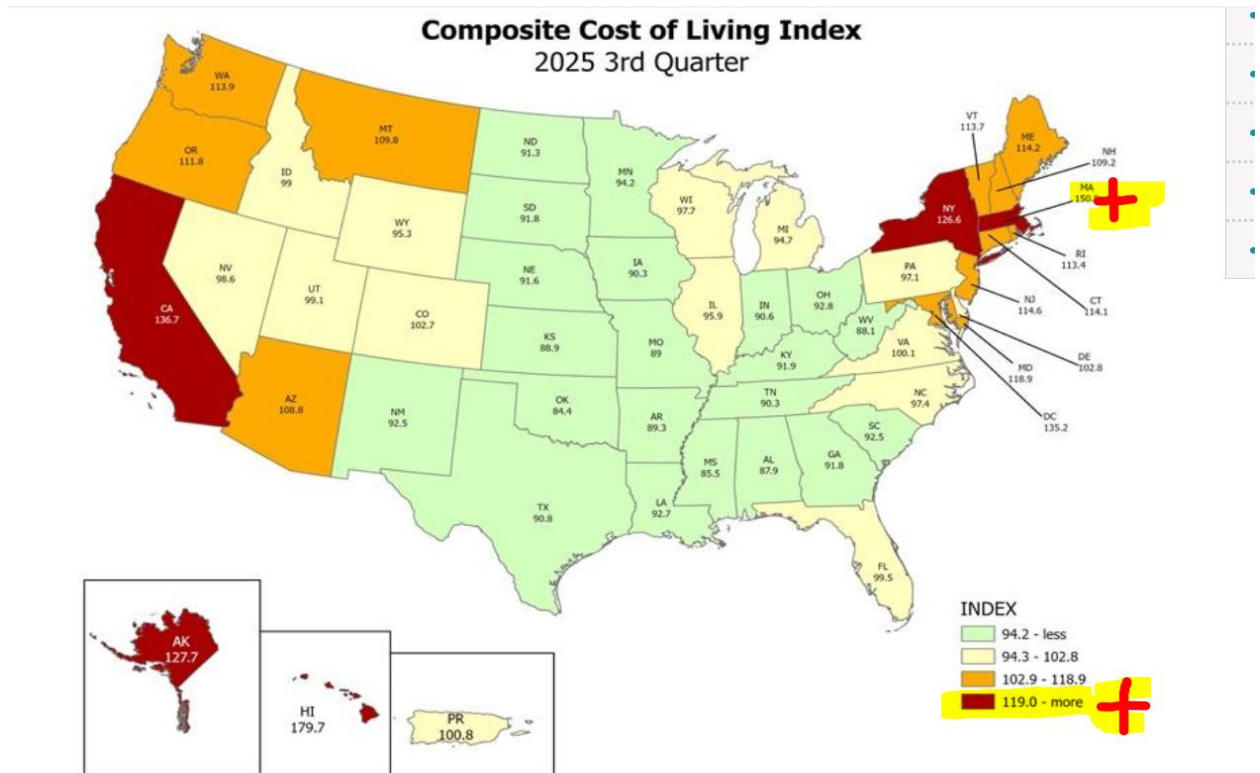 Composite Cost of Living Index
2025 3rd Quarter
WA
113.9
MT
109.8
ND
91.3
MN
94.2
VT
113.7
ME
114.2
NH
109.2
OR
111.8
ID
99
SD
91.8
WI
97.7
MA
NY
126.6
WY
95.3
MI
94.7
RI
113.4
NV
98.6
UT
99.1
NE
91.6
IA
90.3
PA
97.1
CT
114.1
NJ
114.6
CA
136.7
CO
102.7
IL
95.9
IN
90.6
OH
92.8
WV
88.1
KS
88.9
MO
89
VA
100.1
DE
102.8
KY
91.9
MD
118.9
AZ
108.8
NM
92.5
OK
84.4
AR
89.3
TN
90.3
NC
97.4
DC
135.2
SC
92.5
MS
85.5
AL
87.9
GA
91.8
TX
90.8
LA
92.7
FL
99.5
AK
127.7
HI
179.7
PR
100.8
INDEX
94.2 - less
94.3 - 102.8
102.9 - 118.9
119.0 - more